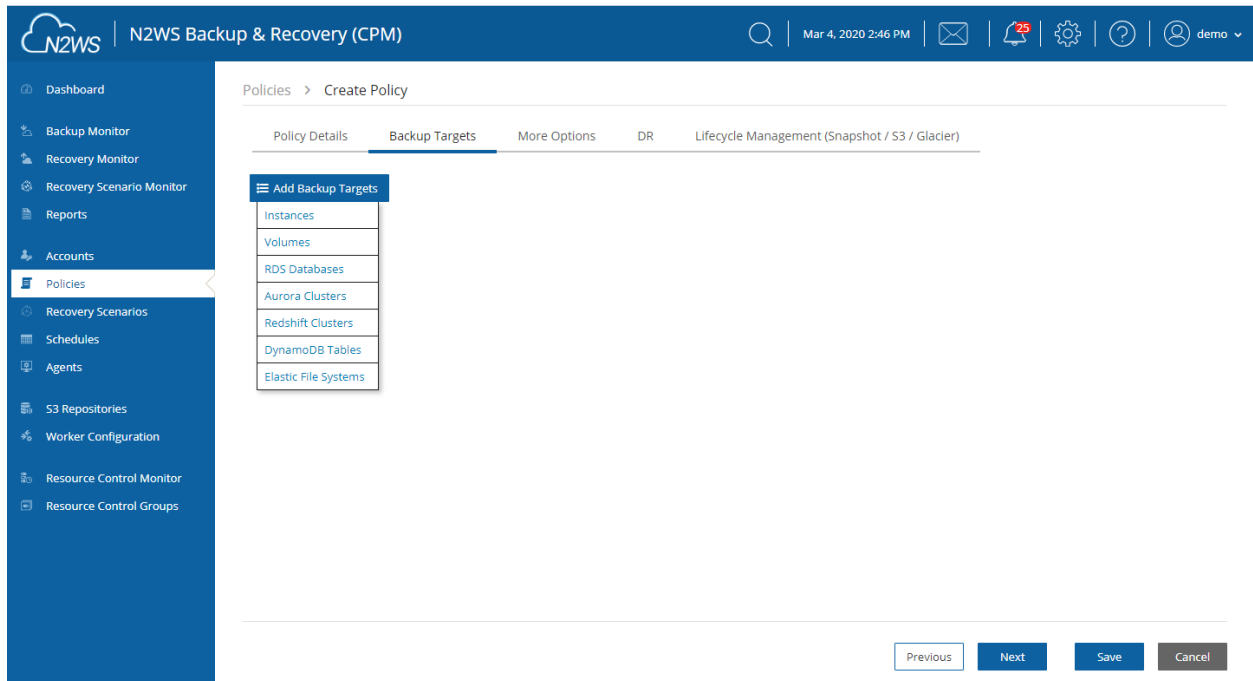 N2WS N2WS Backup & Recovery (CPM) Mar 4, 2020 2:46 PM 25 ? demo
Dashboard
Backup Monitor
Recovery Monitor
Recovery Scenario Monitor
Reports
Accounts
Policies
Recovery Scenarios
Schedules
Agents
S3 Repositories
Worker Configuration
Resource Control Monitor
Resource Control Groups
Policies > Create Policy
Policy Details Backup Targets More Options DR Lifecycle Management (Snapshot / S3 / Glacier)
Add Backup Targets
Instances
Volumes
RDS Databases
Aurora Clusters
Redshift Clusters
DynamoDB Tables
Elastic File Systems
Previous Next Save Cancel